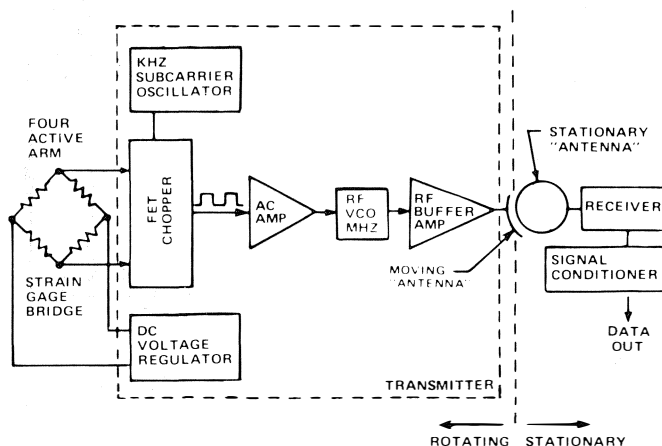 KHZ
SUBCARRIER
OSCILLATOR
FOUR
ACTIVE
ARM
FET
CHOPPER
AC
AMP
RF
VCO
MHZ
RF
BUFFER
AMP
STATIONARY
"ANTENNA"
RECEIVER
SIGNAL
CONDITIONER
MOVING
"ANTENNA"
STRAIN
GAGE
BRIDGE
DC
VOLTAGE
REGULATOR
DATA
OUT
TRANSMITTER
ROTATING
STATIONARY